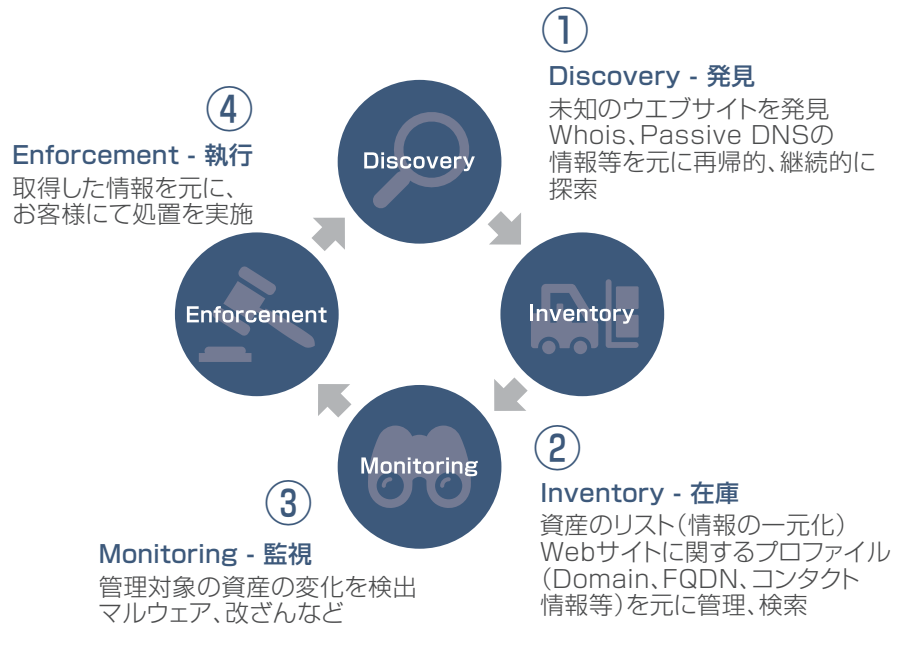 ①
Discovery - 発見
未知のウエブサイトを発見
Whois、Passive DNSの
情報等を元に再帰的、継続的に
探索
④
Enforcement - 執行
取得した情報を元に、
お客様にて処置を実施
Discovery
Enforcement
Inventory
Monitoring
②
Inventory - 在庫
資産のリスト（情報の一元化）
Webサイトに関するプロファイル
（Domain、FQDN、コンタクト
情報等）を元に管理、検索
③
Monitoring - 監視
管理対象の資産の変化を検出
マルウェア、改ざんなど